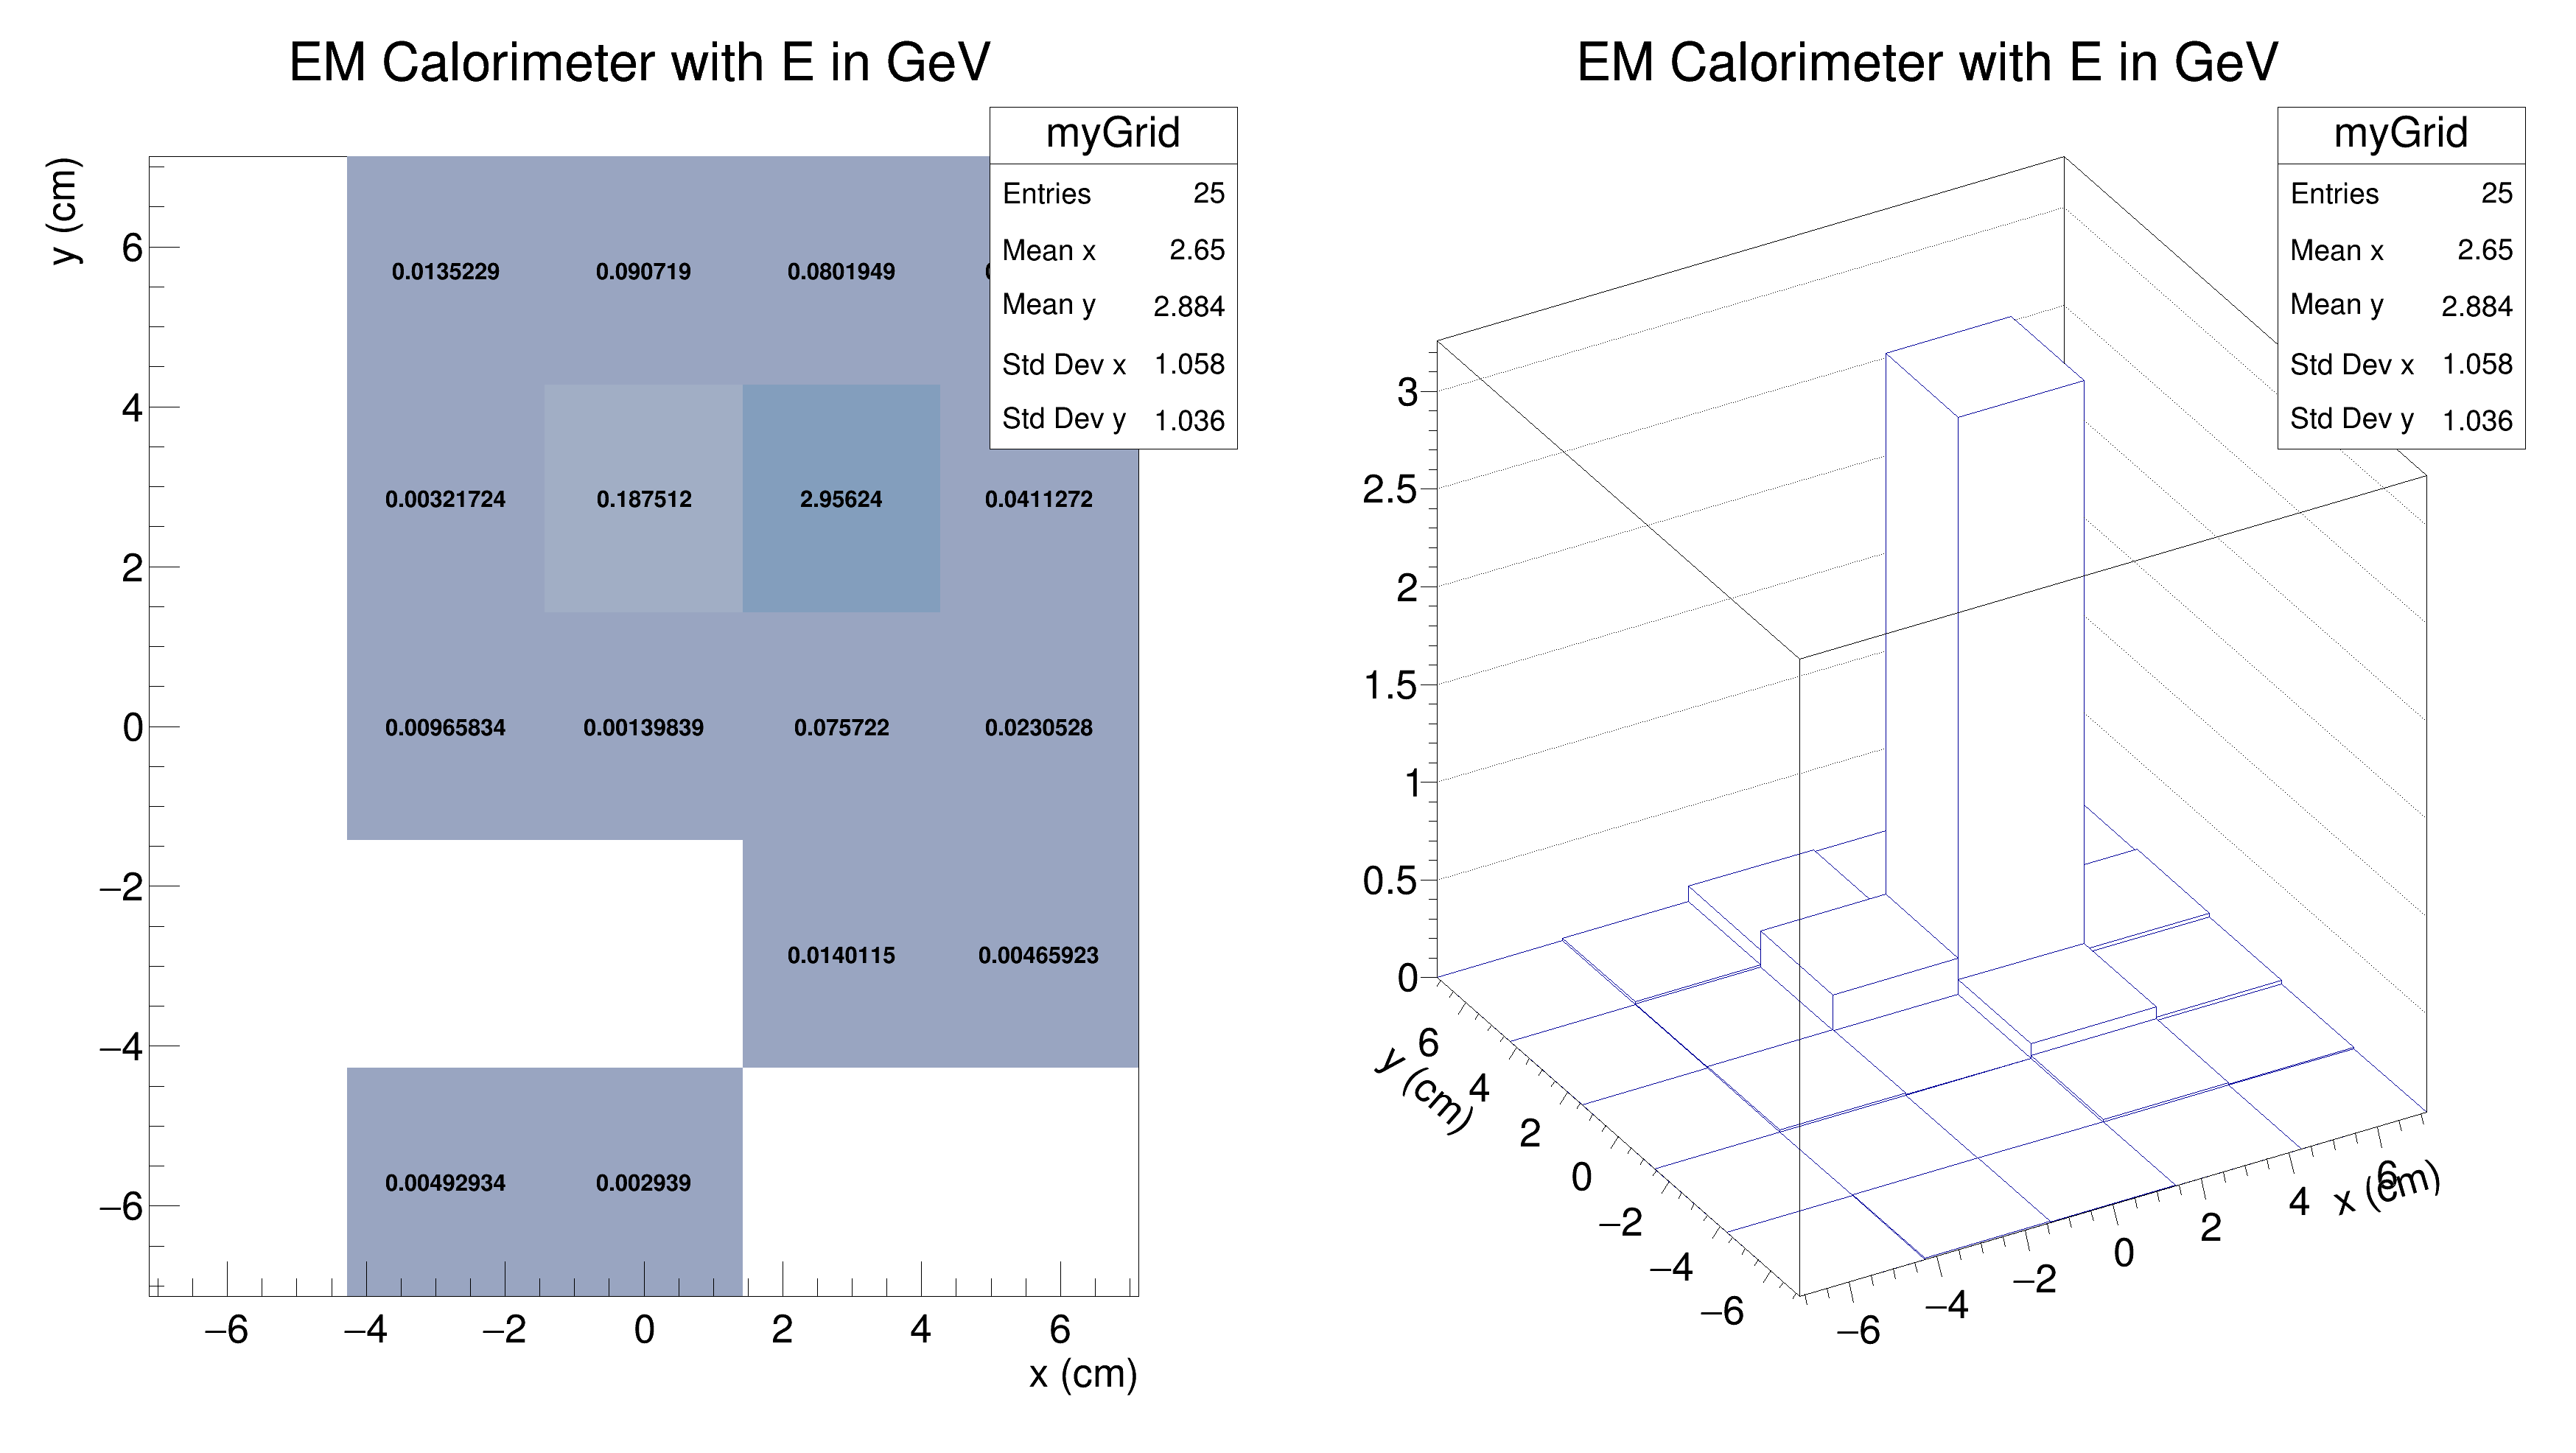 EM Calorimeter with E in GeV
myGrid
Entries 25
Mean x 2.65
Mean y 2.884
Std Dev x 1.058
Std Dev y 1.036
y (cm)
6
4
2
0
−2
−4
−6
0.0135229 0.090719 0.0801949
0.00321724 0.187512 2.95624 0.0411272
0.00965834 0.00139839 0.075722 0.0230528
0.0140115 0.00465923
0.00492934 0.002939
−6 −4 −2 0 2 4 6
x (cm)
EM Calorimeter with E in GeV
myGrid
Entries 25
Mean x 2.65
Mean y 2.884
Std Dev x 1.058
Std Dev y 1.036
3
2.5
2
1.5
1
0.5
0
y (cm)
6
4
2
0
−2
−4
−6
−6 −4 −2 0 2 4 6
x (cm)